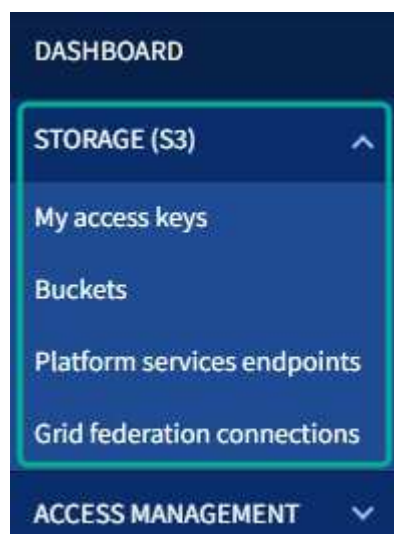 DASHBOARD
STORAGE (S3)
My access keys
Buckets
Platform services endpoints
Grid federation connections
ACCESS MANAGEMENT